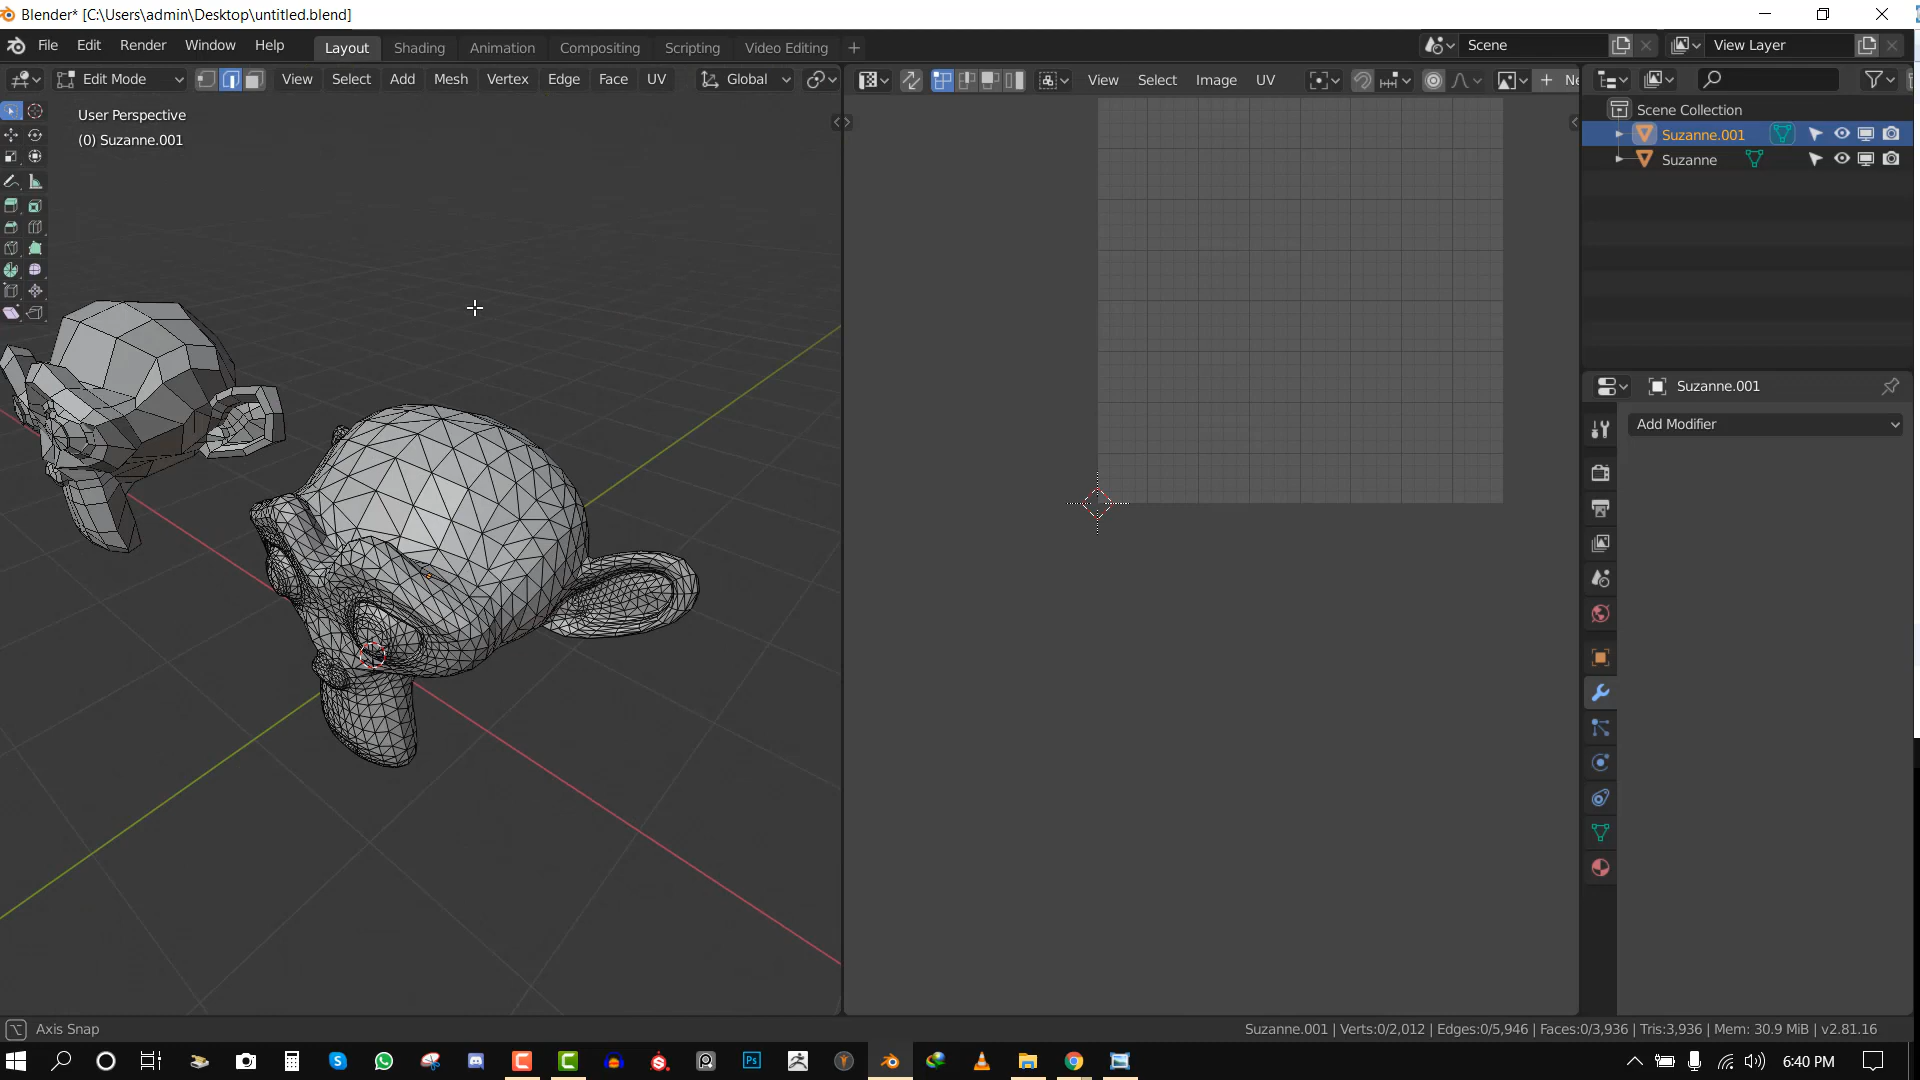 Blender* [C:\Users\admin\Desktop\untitled.blend]
File Edit Render Window Help Layout Shading Animation Compositing Scripting Video Editing Scene View Layer
Edit Mode View Select Add Mesh Vertex Edge Face UV Global View Select Image UV Ne
User Perspective
(0) Suzanne.001
Scene Collection
Suzanne.001
Suzanne
Suzanne.001
Add Modifier
Axis Snap
Suzanne.001 | Verts:0/2,012 | Edges:0/5,946 | Faces:0/3,936 | Tris:3,936 | Mem: 30.9 MiB | v2.81.16
Ps
6:40 PM